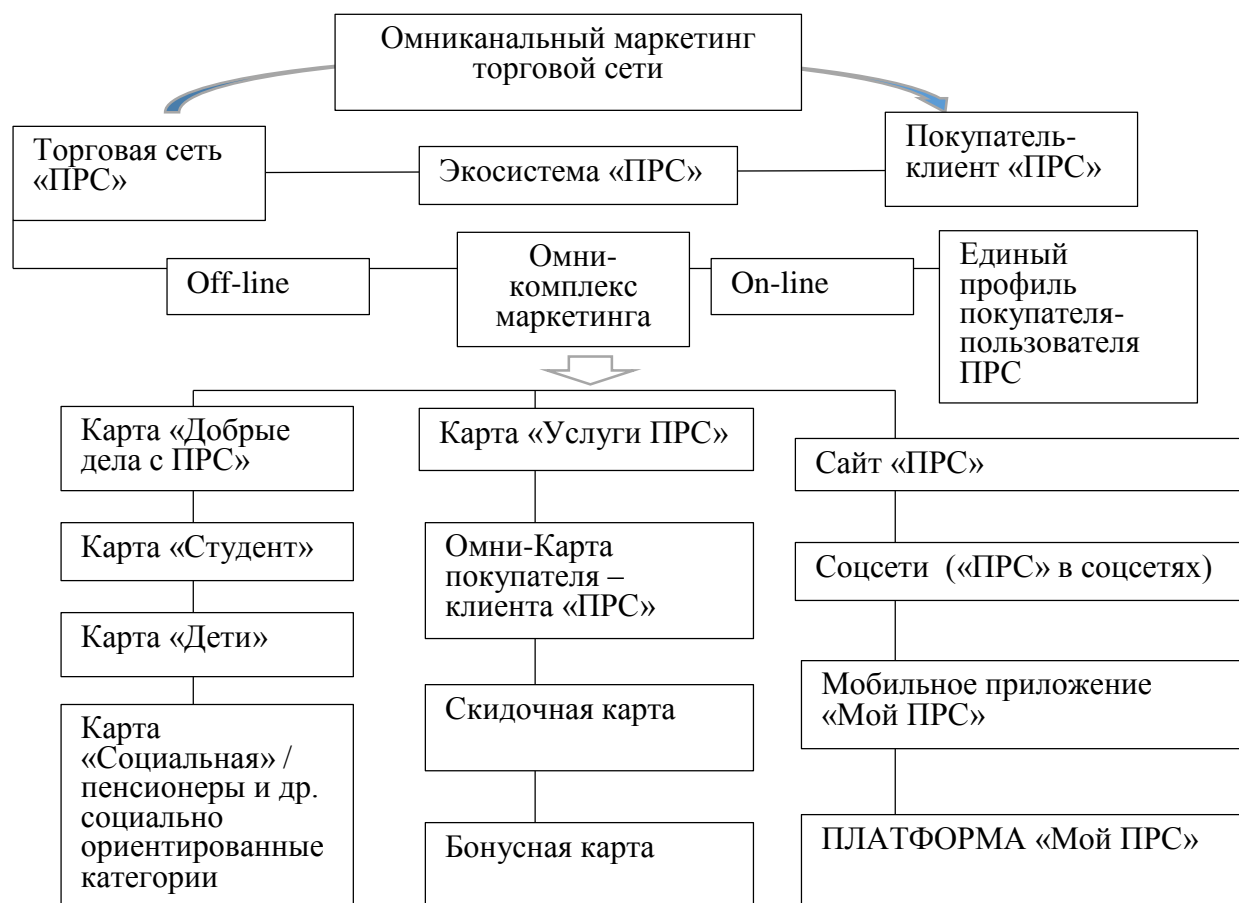 Омниканальный маркетинг
торговой сети
Торговая сеть
«ПРС»
Экосистема «ПРС»
Покупатель-
клиент «ПРС»
Off-line
Омни-
комплекс
маркетинга
On-line
Единый
профиль
покупателя-
пользователя
ПРС
Карта «Добрые
дела с ПРС»
Карта «Студент»
Карта «Дети»
Карта
«Социальная» /
пенсионеры и др.
социально
ориентированные
категории
Карта «Услуги ПРС»
Омни-Карта
покупателя –
клиента «ПРС»
Скидочная карта
Бонусная карта
Сайт «ПРС»
Соцсети («ПРС» в соцсетях)
Мобильное приложение
«Мой ПРС»
ПЛАТФОРМА «Мой ПРС»